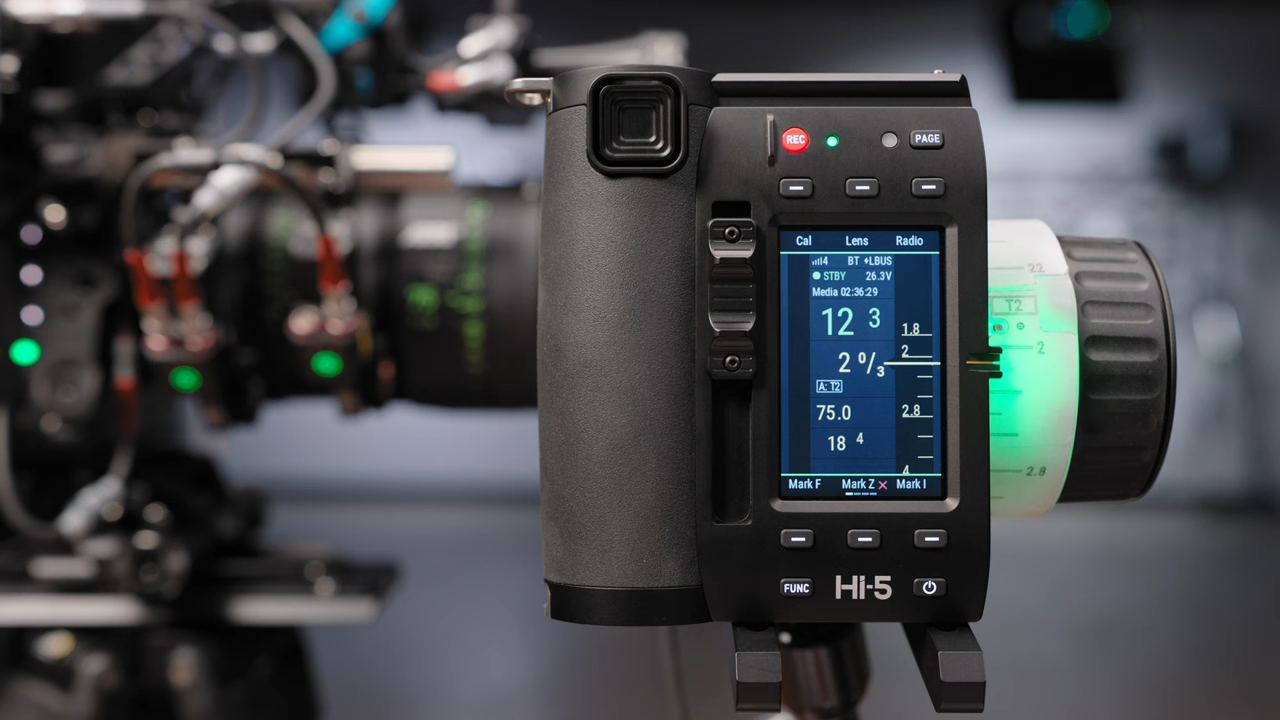 REC
PAGE
Cal Lens Radio
4 BT +LBUS
STBY 26.3V
Media 02:36:29
12 3
1.8
2
2 ⅔
A: T2
75.0
2.8
18 4
4
Mark F Mark Z × Mark I
FUNC
Hi-5
22
T2
2
2.8